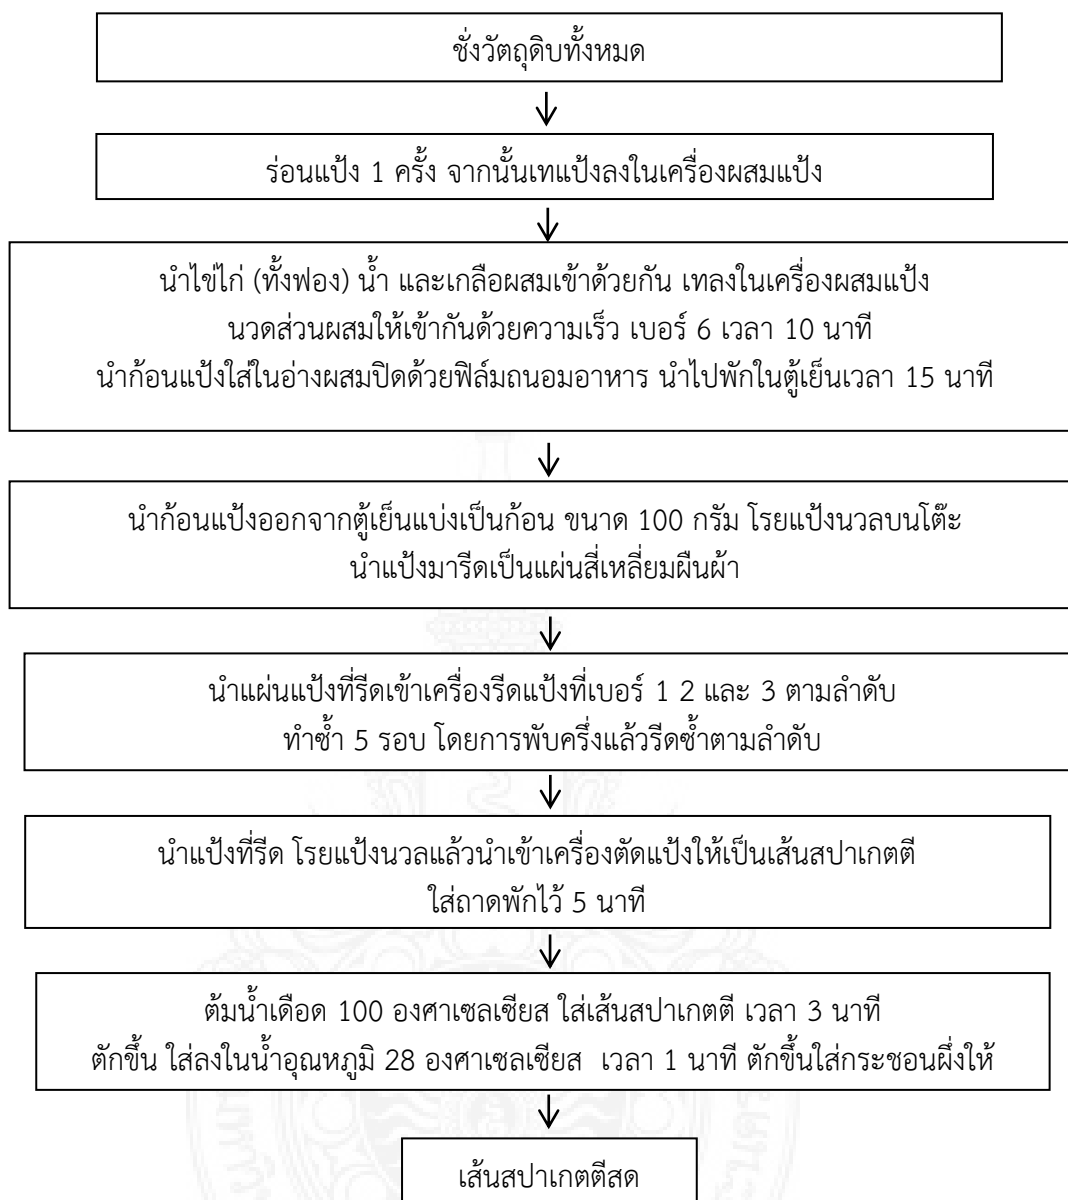 ชั่งวัตถุดิบทั้งหมด
ร่อนแป้ง 1 ครั้ง จากนั้นเทแป้งลงในเครื่องผสมแป้ง
นำไข่ไก่ (ทั้งฟอง) น้ำ และเกลือผสมเข้าด้วยกัน เทลงในเครื่องผสมแป้ง
นวดส่วนผสมให้เข้ากันด้วยความเร็ว เบอร์ 6 เวลา 10 นาที
นำก้อนแป้งใส่ในอ่างผสมปิดด้วยฟิล์มถนอมอาหาร นำไปพักในตู้เย็นเวลา 15 นาที
นำก้อนแป้งออกจากตู้เย็นแบ่งเป็นก้อน ขนาด 100 กรัม โรยแป้งนวลบนโต๊ะ
นำแป้งมารีดเป็นแผ่นสี่เหลี่ยมผืนผ้า
นำแผ่นแป้งที่รีดเข้าเครื่องรีดแป้งที่เบอร์ 1 2 และ 3 ตามลำดับ
ทำซ้ำ 5 รอบ โดยการพับครึ่งแล้วรีดซ้ำตามลำดับ
นำแป้งที่รีด โรยแป้งนวลแล้วนำเข้าเครื่องตัดแป้งให้เป็นเส้นสปาเกตตี
ใส่ถาดพักไว้ 5 นาที
ต้มน้ำเดือด 100 องศาเซลเซียส ใส่เส้นสปาเกตตี เวลา 3 นาที
ตักขึ้น ใส่ลงในน้ำอุณหภูมิ 28 องศาเซลเซียส เวลา 1 นาที ตักขึ้นใส่กระชอนผึ่งให้
เส้นสปาเกตตีสด